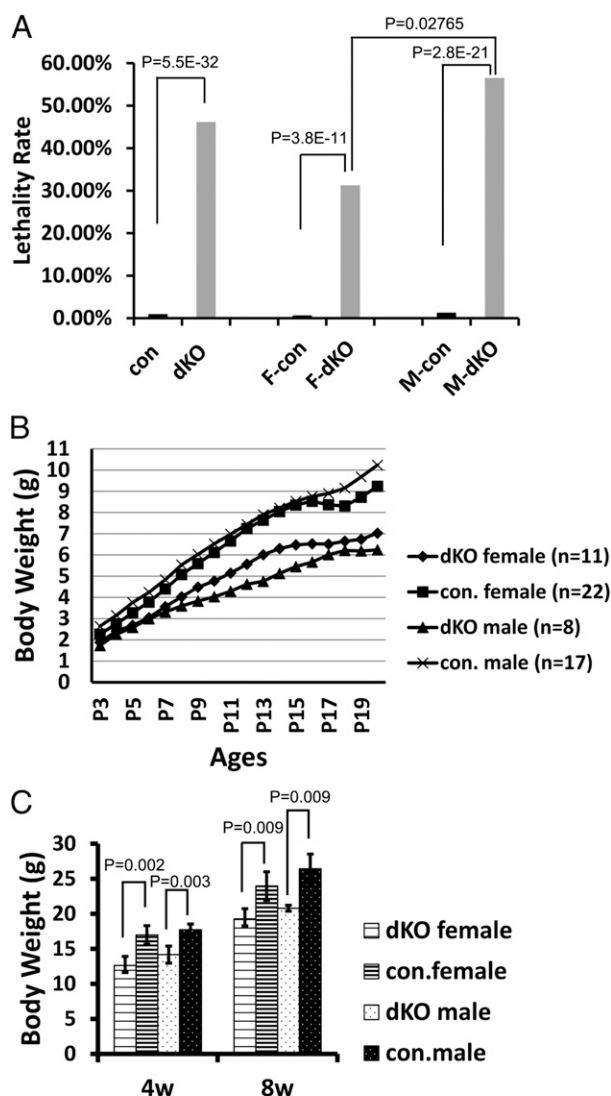 A
P=0.02765
P=5.5E-32
P=2.8E-21
P=3.8E-11
Lethality Rate
60.00%
50.00%
40.00%
30.00%
20.00%
10.00%
0.00%
con
dKO
F-con
F-dKO
M-con
M-dKO
B
Body Weight (g)
11
10
9
8
7
6
5
4
3
2
1
0
P3
P5
P7
P9
P11
P13
P15
P17
P19
Ages
dKO female (n=11)
con. female (n=22)
dKO male (n=8)
con. male (n=17)
C
P=0.009
P=0.009
P=0.002
P=0.003
Body Weight (g)
30
25
20
15
10
5
0
4w
8w
dKO female
con.female
dKO male
con.male